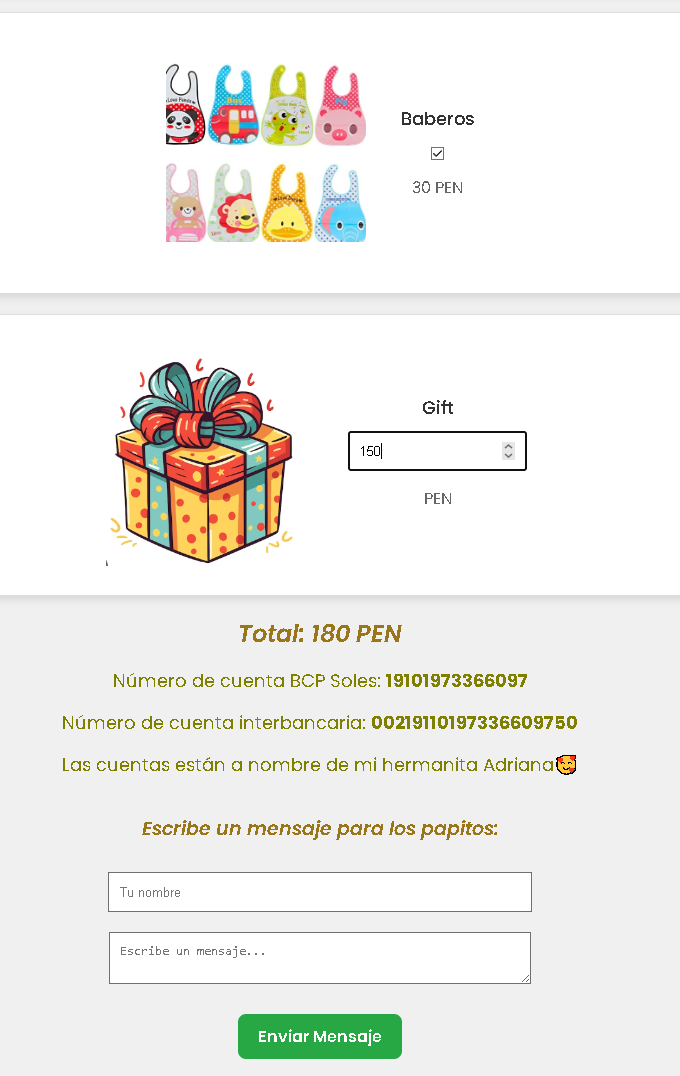 Baberos
30 PEN
Gift
150
PEN
Total: 180 PEN
Número de cuenta BCP Soles: 19101973366097
Número de cuenta interbancaria: 00219110197336609750
Las cuentas están a nombre de mi hermanita Adriana🥰
Escribe un mensaje para los papitos:
Tu nombre
Escribe un mensaje...
Enviar Mensaje